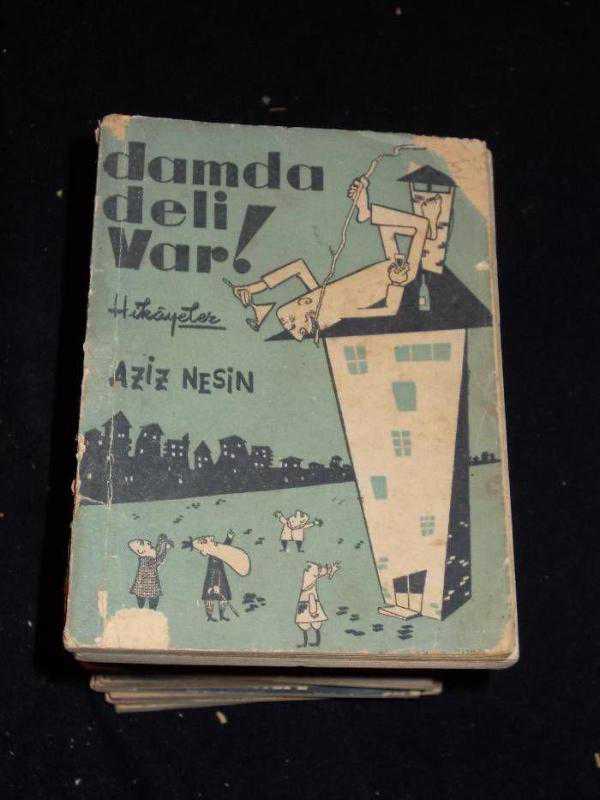 damda
deli
Var!
Hikâyeler
AZİZ NESİN